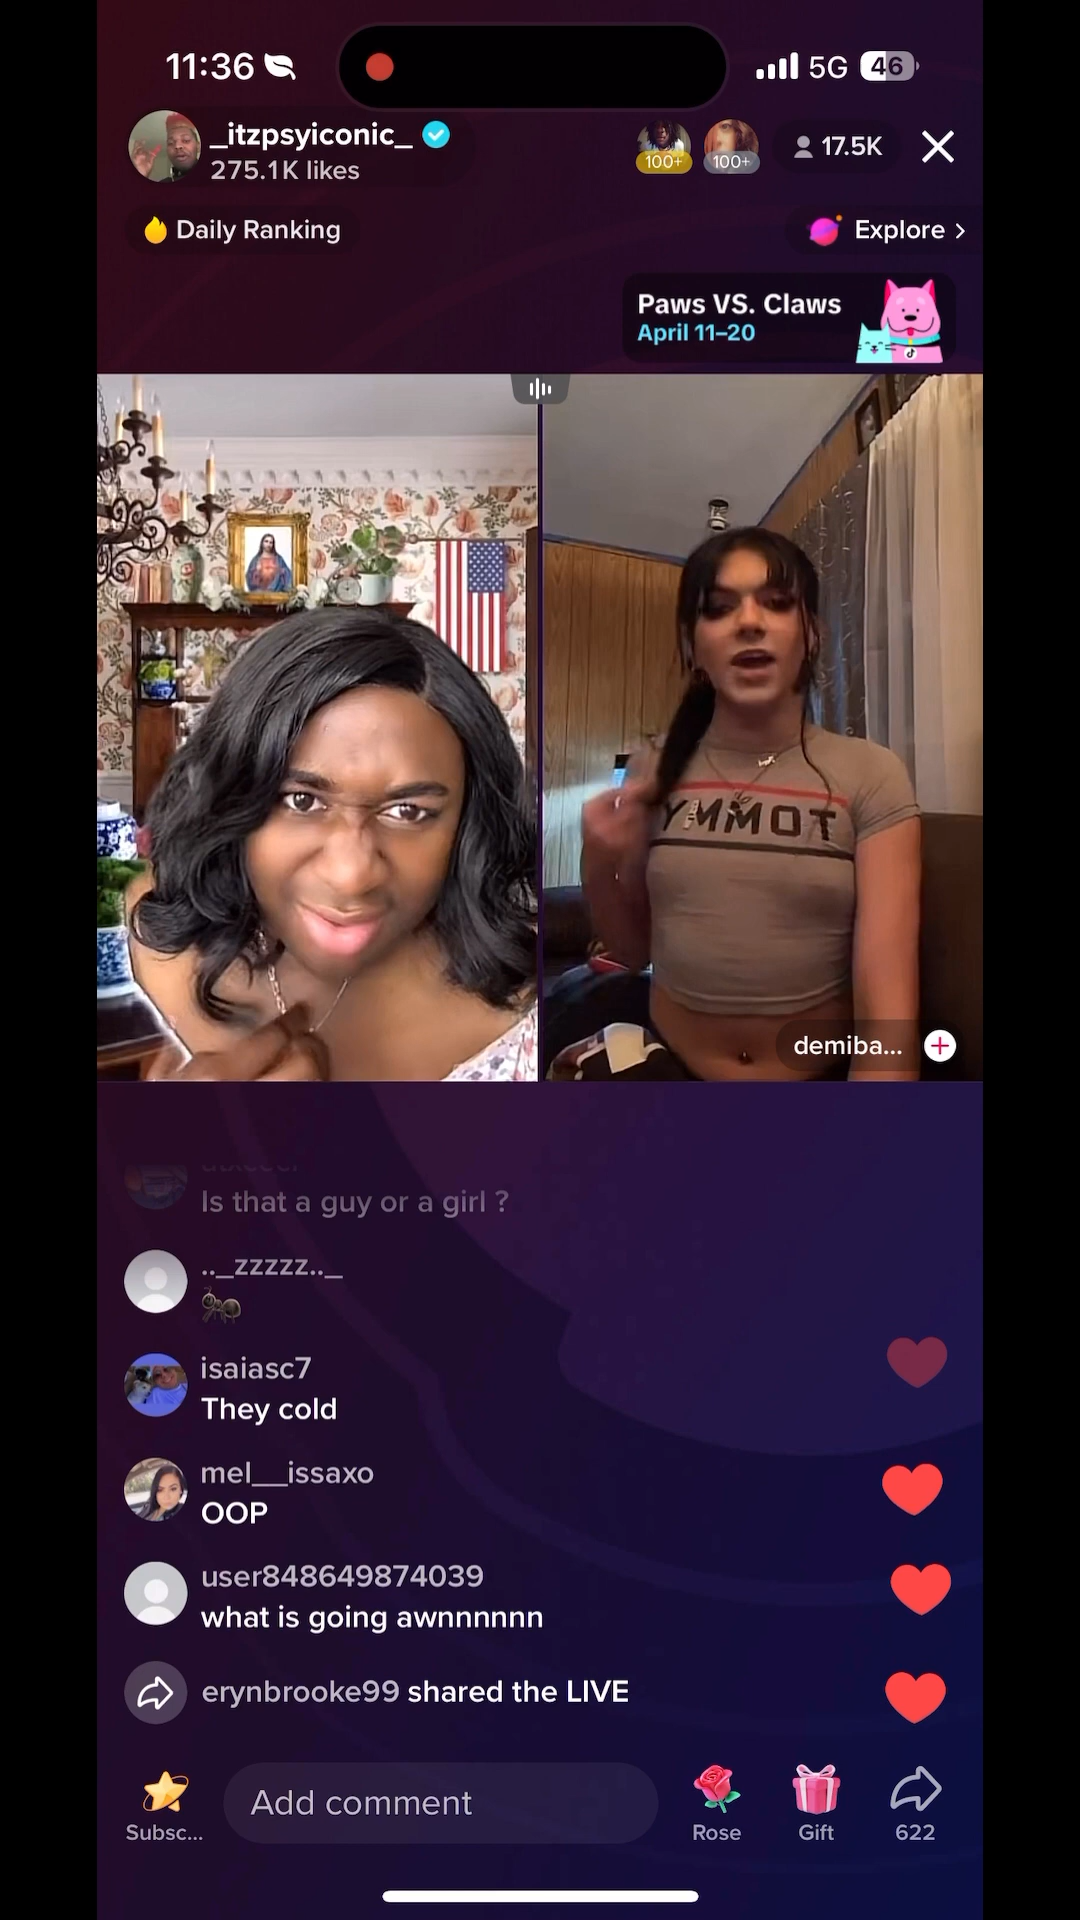 11:36
5G
46
_itzpsyiconic_
275.1K likes
100+
100+
17.5K
Daily Ranking
Explore >
Paws VS. Claws
April 11–20
YMMOT
demiba...
Is that a guy or a girl ?
.._zzzzz.._
isaiasc7
They cold
mel__issaxo
OOP
user848649874039
what is going awnnnnnn
erynbrooke99 shared the LIVE
Subsc...
Add comment
Rose
Gift
622